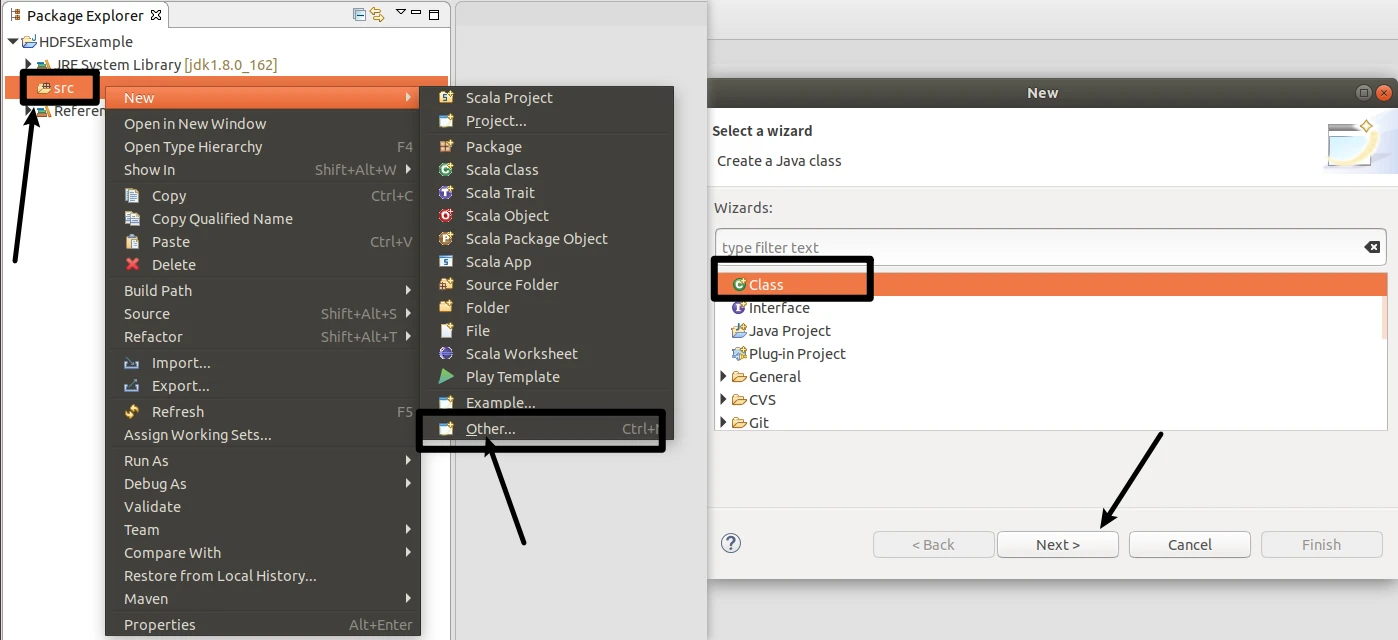 Package Explorer
HDFSExample
JRE System Library [jdk1.8.0_162]
src
Referen
New
Open in New Window
Open Type Hierarchy F4
Show In Shift+Alt+W
Copy Ctrl+C
Copy Qualified Name
Paste Ctrl+V
Delete
Build Path
Source Shift+Alt+S
Refactor Shift+Alt+T
Import...
Export...
Refresh F5
Assign Working Sets...
Run As
Debug As
Validate
Team
Compare With
Restore from Local History...
Maven
Properties Alt+Enter
Scala Project
Project...
Package
Scala Class
Scala Trait
Scala Object
Scala Package Object
Scala App
Source Folder
Folder
File
Scala Worksheet
Play Template
Example...
Other... Ctrl+N
New
Select a wizard
Create a Java class
Wizards:
type filter text
Class
Interface
Java Project
Plug-in Project
General
CVS
Git
< Back
Next >
Cancel
Finish